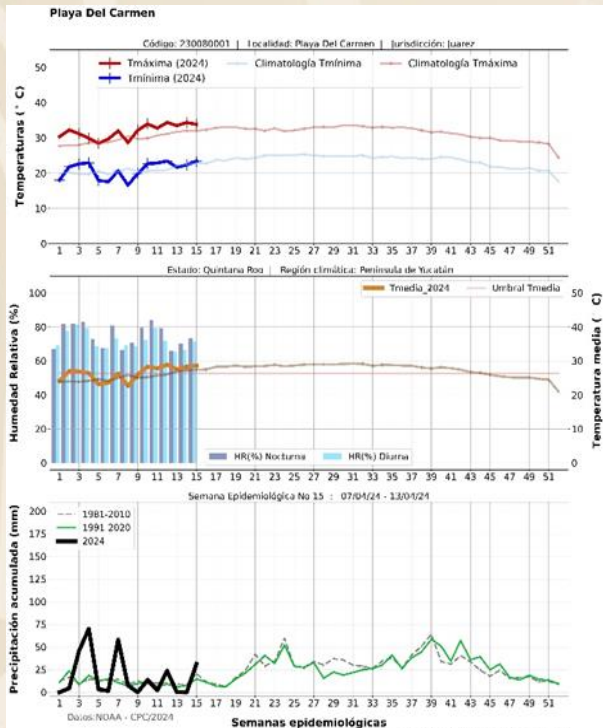 Playa Del Carmen
Código: 230080001 | Localidad: Playa Del Carmen | Jurisdicción: Juarez
Tmáxima (2024)
Climatología Tmínima
Climatología Tmáxima
Tmínima (2024)
Temperaturas (° C)
50
40
30
20
10
0
1 3 5 7 9 11 13 15 17 19 21 23 25 27 29 31 33 35 37 39 41 43 45 47 49 51
Estado: Quintana Roo | Región climática: Península de Yucatán
Tmedia_2024
Umbral Tmedia
HR(%) Nocturna
HR(%) Diurna
Humedad Relativa (%)
100
80
60
40
20
0
Temperatura media (° C)
50
40
30
20
10
0
1 3 5 7 9 11 13 15 17 19 21 23 25 27 29 31 33 35 37 39 41 43 45 47 49 51
Semana Epidemiológica No 15 : 07/04/24 - 13/04/24
1981-2010
1991 2020
2024
Precipitación acumulada (mm)
200
175
150
125
100
75
50
25
0
1 3 5 7 9 11 13 15 17 19 21 23 25 27 29 31 33 35 37 39 41 43 45 47 49 51
Datos:NOAA - CPC/2024
Semanas epidemiológicas